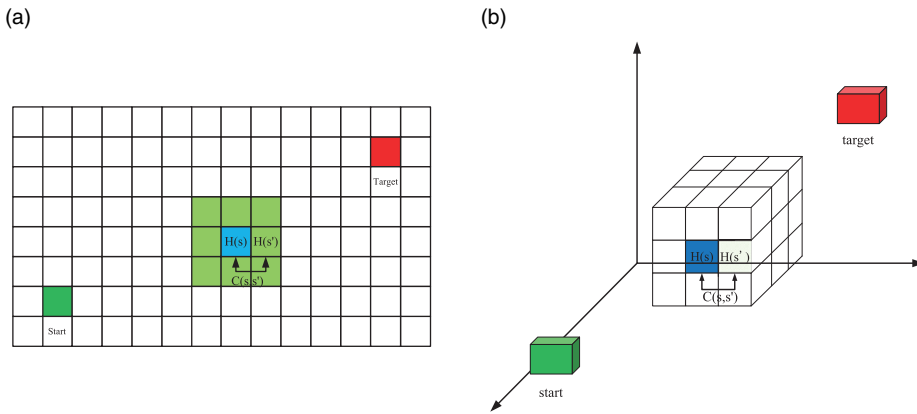 (a)
Target
H(s) H(s')
C(s,s')
Start
(b)
target
H(s) H(s')
C(s,s')
start